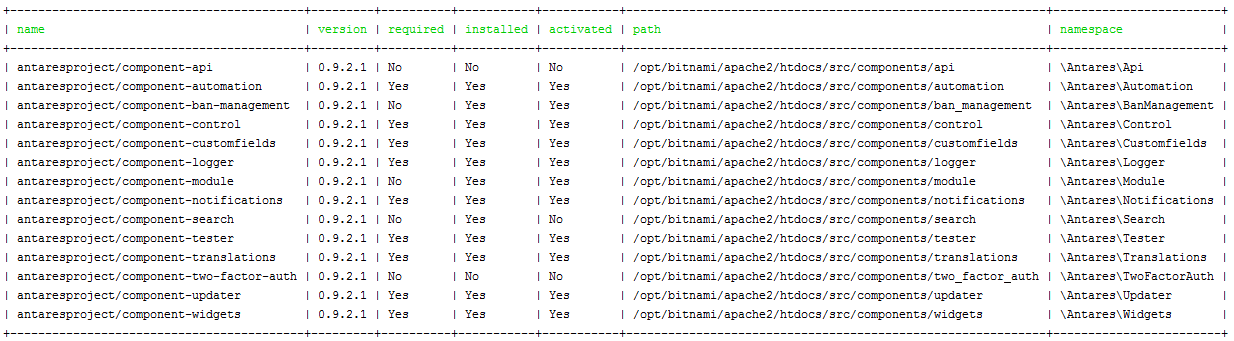 | name | version | required | installed | activated | path | namespace |
| antaresproject/component-api | 0.9.2.1 | No | No | No | /opt/bitnami/apache2/htdocs/src/components/api | \Antares\Api |
| antaresproject/component-automation | 0.9.2.1 | Yes | Yes | Yes | /opt/bitnami/apache2/htdocs/src/components/automation | \Antares\Automation |
| antaresproject/component-ban-management | 0.9.2.1 | No | Yes | Yes | /opt/bitnami/apache2/htdocs/src/components/ban_management | \Antares\BanManagement |
| antaresproject/component-control | 0.9.2.1 | Yes | Yes | Yes | /opt/bitnami/apache2/htdocs/src/components/control | \Antares\Control |
| antaresproject/component-customfields | 0.9.2.1 | Yes | Yes | Yes | /opt/bitnami/apache2/htdocs/src/components/customfields | \Antares\Customfields |
| antaresproject/component-logger | 0.9.2.1 | Yes | Yes | Yes | /opt/bitnami/apache2/htdocs/src/components/logger | \Antares\Logger |
| antaresproject/component-module | 0.9.2.1 | No | Yes | Yes | /opt/bitnami/apache2/htdocs/src/components/module | \Antares\Module |
| antaresproject/component-notifications | 0.9.2.1 | Yes | Yes | Yes | /opt/bitnami/apache2/htdocs/src/components/notifications | \Antares\Notifications |
| antaresproject/component-search | 0.9.2.1 | No | Yes | No | /opt/bitnami/apache2/htdocs/src/components/search | \Antares\Search |
| antaresproject/component-tester | 0.9.2.1 | Yes | Yes | Yes | /opt/bitnami/apache2/htdocs/src/components/tester | \Antares\Tester |
| antaresproject/component-translations | 0.9.2.1 | Yes | Yes | Yes | /opt/bitnami/apache2/htdocs/src/components/translations | \Antares\Translations |
| antaresproject/component-two-factor-auth | 0.9.2.1 | No | No | No | /opt/bitnami/apache2/htdocs/src/components/two_factor_auth | \Antares\TwoFactorAuth |
| antaresproject/component-updater | 0.9.2.1 | Yes | Yes | Yes | /opt/bitnami/apache2/htdocs/src/components/updater | \Antares\Updater |
| antaresproject/component-widgets | 0.9.2.1 | Yes | Yes | Yes | /opt/bitnami/apache2/htdocs/src/components/widgets | \Antares\Widgets |